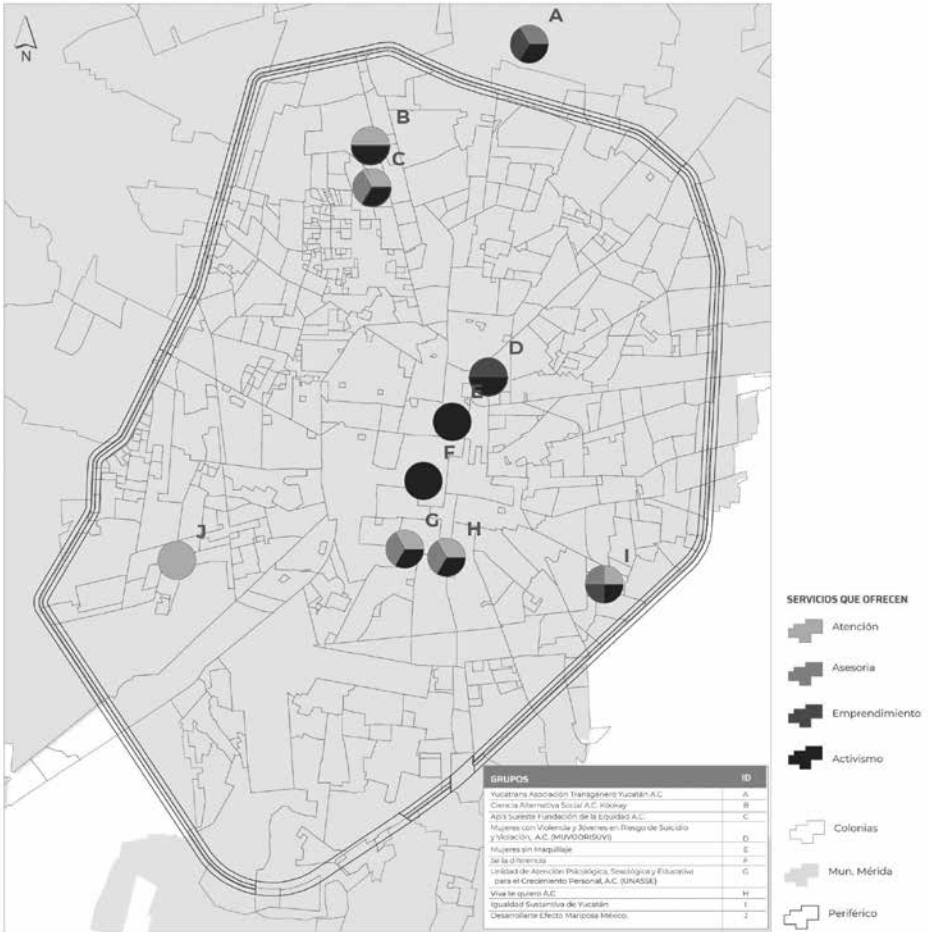 N
A
B
C
D
E
F
G
H
I
J
SERVICIOS QUE OFRECEN
Atención
Asesoria
Emprendimiento
Activismo
Colonias
Mun. Mérida
Periférico
GRUPOS ID
Yucatrans Asociación Transgénero Yucatán A.C A
Ciencia Alternativa Social A.C. Kóokay B
Apis Sureste Fundación de la Equidad A.C. C
Mujeres con Violencia y Jóvenes en Riesgo de Suicidio
y Violación, A.C. (MUVIJORISUVI) D
Mujeres sin Maquillaje E
Sé la diferencia F
Unidad de Atención Psicológica, Sexológica y Educativa G
para el Crecimiento Personal, A.C. (UNASSE)
Viva te quiero A.C H
Igualdad Sustantiva de Yucatán I
Desarrollarte Efecto Mariposa México. J